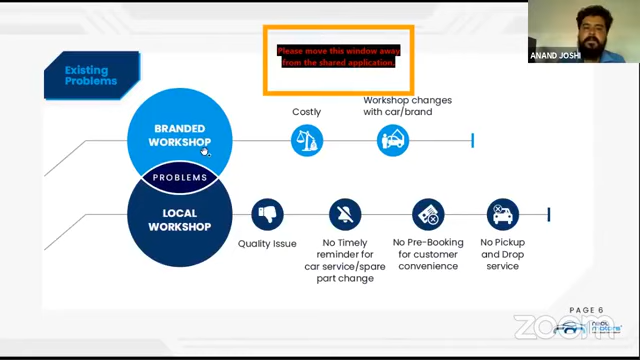 Existing
Problems
Please move this window away
from the shared application.
ANAND JOSHI
BRANDED
WORKSHOP
Costly
Workshop changes
with car/brand
PROBLEMS
LOCAL
WORKSHOP
Quality Issue
No Timely
reminder for
car service/spare
part change
No Pre-Booking
for customer
convenience
No Pickup
and Drop
service
PAGE 6
motors
zoom